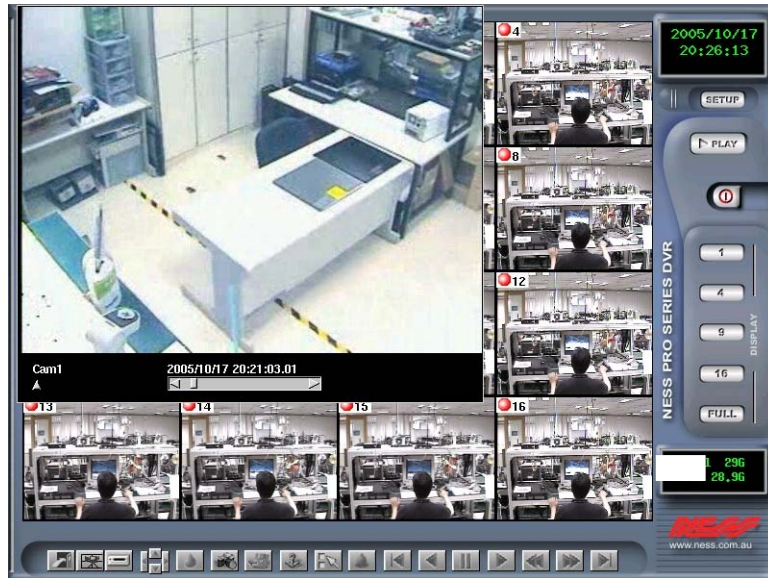 4
2005/10/17
20:26:13
SETUP
PLAY
8
1
12
4
NESS PRO SERIES DVR
9
DISPLAY
16
Cam1
2005/10/17 20:21:03.01
FULL
13
14
15
16
1 29G
28.9G
NESS
www.ness.com.au